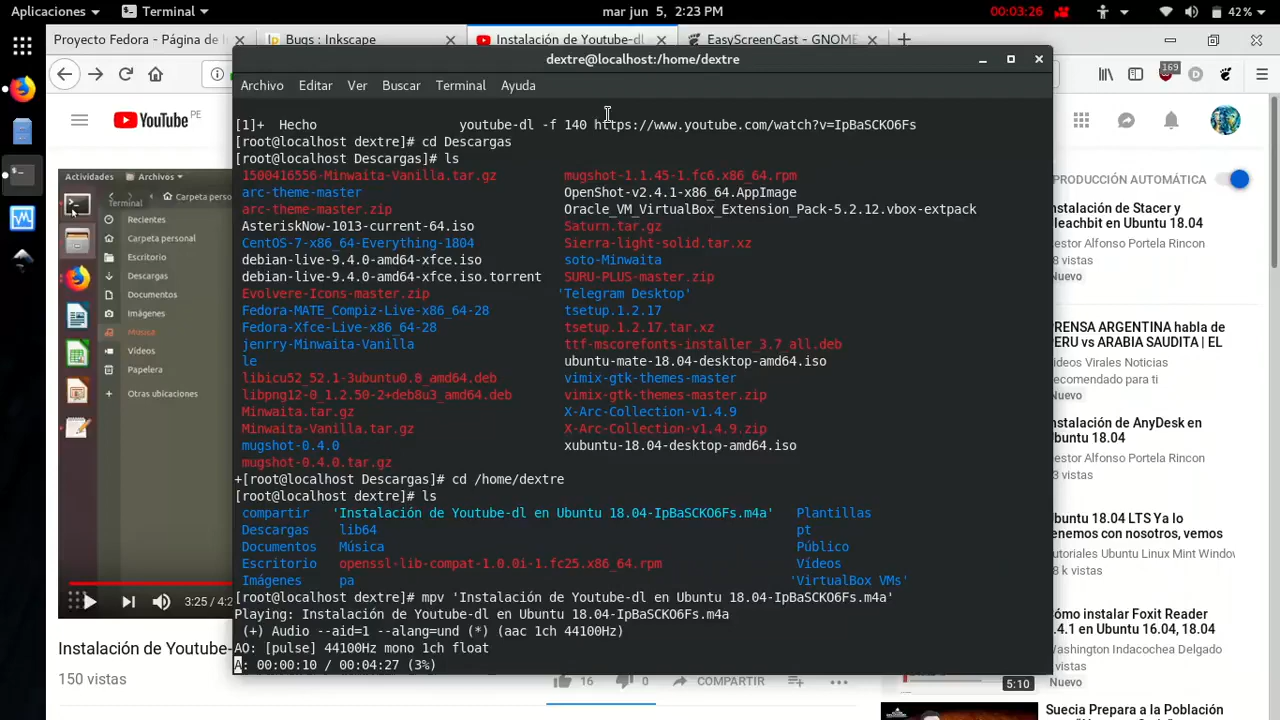 Aplicaciones Terminal mar jun 5, 2:23 PM 00:03:26 42%
Proyecto Fedora – Página de Bugs : Inkscape Instalación de Youtube-d EasyScreenCast - GNOME
dextre@localhost:/home/dextre
Archivo Editar Ver Buscar Terminal Ayuda
169
YouTube PE
[1]+ Hecho youtube-dl -f 140 https://www.youtube.com/watch?v=IpBaSCKO6Fs
[root@localhost dextre]# cd Descargas
[root@localhost Descargas]# ls
1500416556-Minwaita-Vanilla.tar.gz mugshot-1.1.45-1.fc6.x86_64.rpm
arc-theme-master OpenShot-v2.4.1-x86_64.AppImage
arc-theme-master.zip Oracle_VM_VirtualBox_Extension_Pack-5.2.12.vbox-extpack
AsteriskNow-1013-current-64.iso Saturn.tar.gz
CentOS-7-x86_64-Everything-1804 Sierra-light-solid.tar.xz
debian-live-9.4.0-amd64-xfce.iso soto-Minwaita
debian-live-9.4.0-amd64-xfce.iso.torrent SURU-PLUS-master.zip
Evolvere-Icons-master.zip 'Telegram Desktop'
Fedora-MATE_Compiz-Live-x86_64-28 tsetup.1.2.17
Fedora-Xfce-Live-x86_64-28 tsetup.1.2.17.tar.xz
jenrry-Minwaita-Vanilla ttf-mscorefonts-installer_3.7_all.deb
le ubuntu-mate-18.04-desktop-amd64.iso
libicu52_52.1-3ubuntu0.8_amd64.deb vimix-gtk-themes-master
libpng12-0_1.2.50-2+deb8u3_amd64.deb vimix-gtk-themes-master.zip
Minwaita.tar.gz X-Arc-Collection-v1.4.9
Minwaita-Vanilla.tar.gz X-Arc-Collection-v1.4.9.zip
mugshot-0.4.0 xubuntu-18.04-desktop-amd64.iso
mugshot-0.4.0.tar.gz
+[root@localhost Descargas]# cd /home/dextre
[root@localhost dextre]# ls
compartir 'Instalación de Youtube-dl en Ubuntu 18.04-IpBaSCKO6Fs.m4a' Plantillas
Descargas lib64 pt
Documentos Música Público
Escritorio openssl-lib-compat-1.0.0i-1.fc25.x86_64.rpm Vídeos
Imágenes pa 'VirtualBox VMs'
[root@localhost dextre]# mpv 'Instalación de Youtube-dl en Ubuntu 18.04-IpBaSCKO6Fs.m4a'
Playing: Instalación de Youtube-dl en Ubuntu 18.04-IpBaSCKO6Fs.m4a
(+) Audio --aid=1 --alang=und (*) (aac 1ch 44100Hz)
AO: [pulse] 44100Hz mono 1ch float
A: 00:00:10 / 00:04:27 (3%)
Actividades Archivos
Terminal Carpeta persona
Recientes
Carpeta personal
Escritorio
Descargas
Documentos
Imágenes
Música
Vídeos
Papelera
Otras ubicaciones
3:25 / 4:2
Instalación de Youtube-
150 vistas
16 0 COMPARTIR
PRODUCCIÓN AUTOMÁTICA
nstalación de Stacer y
leachbit en Ubuntu 18.04
estor Alfonso Portela Rincon
8 vistas
Nuevo
RENSA ARGENTINA habla de
ERU vs ARABIA SAUDITA | EL
ideos Virales Noticias
ecomendado para ti
Nuevo
nstalación de AnyDesk en
buntu 18.04
estor Alfonso Portela Rincon
3 vistas
Nuevo
buntu 18.04 LTS Ya lo
enemos con nosotros, vemos
utoriales Ubuntu Linux Mint Windov
8 k vistas
Nuevo
ómo instalar Foxit Reader
.4.1 en Ubuntu 16.04, 18.04
Washington Indacochea Delgado
vistas
Nuevo
5:10
Suecia Prepara a la Población